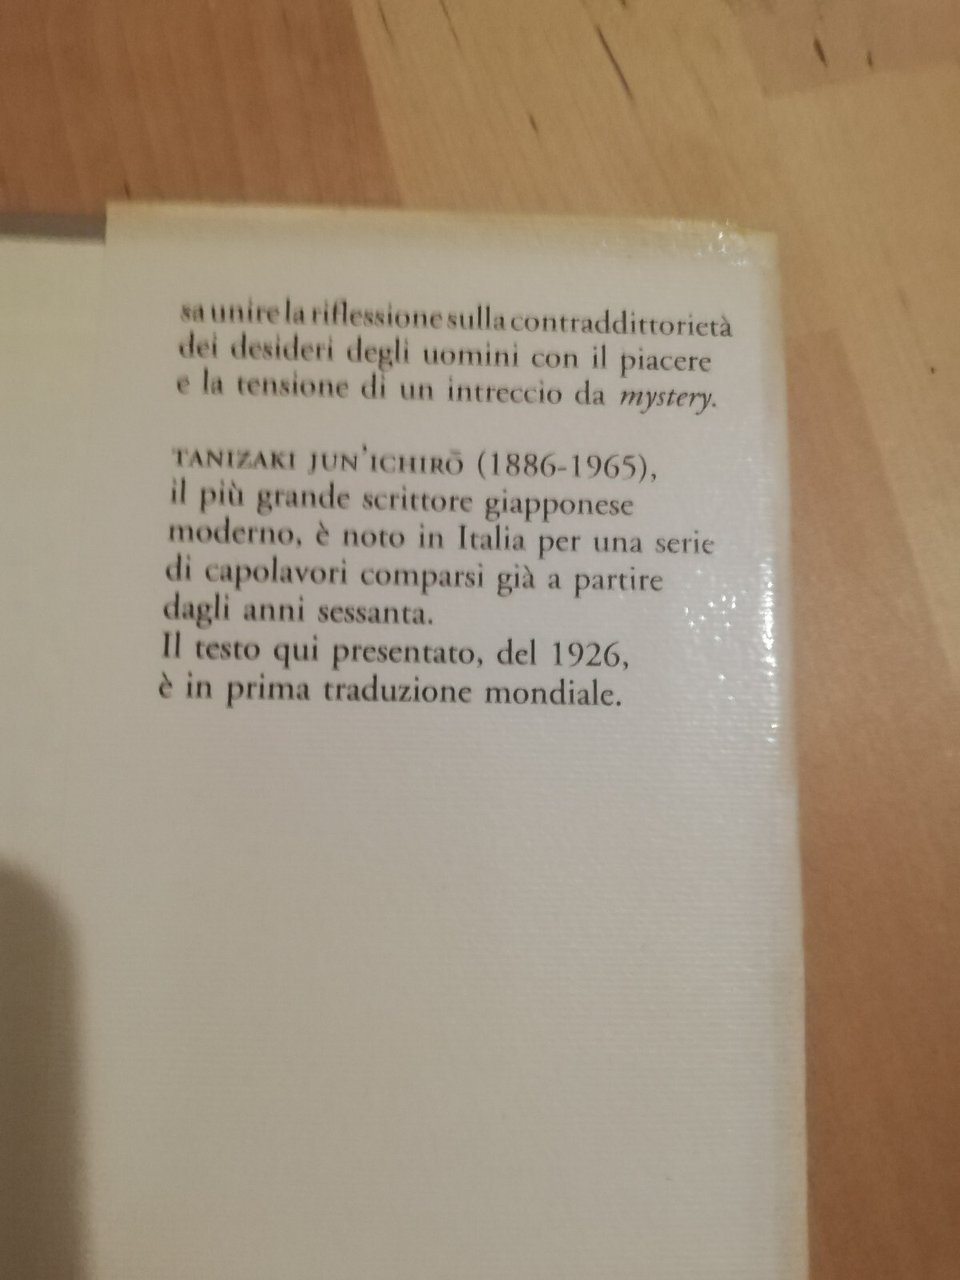 sa unire la riflessione sulla contraddittorietà
dei desideri degli uomini con il piacere
e la tensione di un intreccio da mystery.
TANIZAKI JUN'ICHIRŌ (1886-1965),
il più grande scrittore giapponese
moderno, è noto in Italia per una serie
di capolavori comparsi già a partire
dagli anni sessanta.
Il testo qui presentato, del 1926,
è in prima traduzione mondiale.